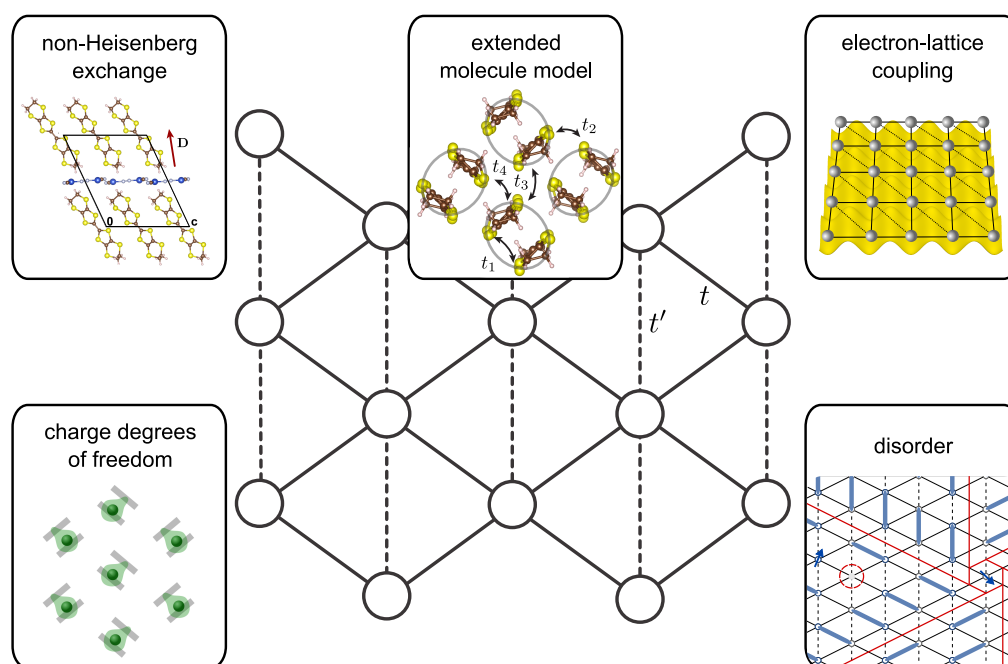 non-Heisenberg
exchange
D
0
c
extended
molecule model
t₂
t₄
t₃
t₁
electron-lattice
coupling
t
t′
charge degrees
of freedom
disorder